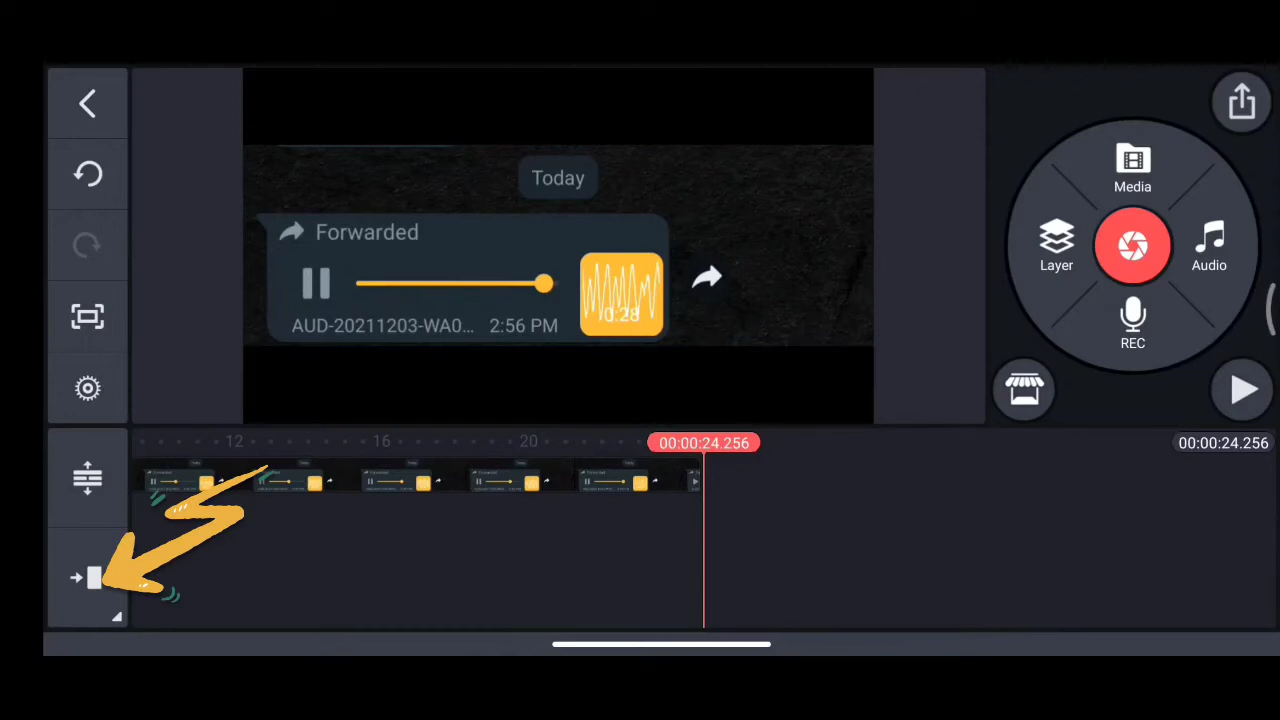 Today
Forwarded
AUD-20211203-WA0... 2:56 PM
0:28
Media
Layer
Audio
REC
12 16 20
00:00:24.256
00:00:24.256